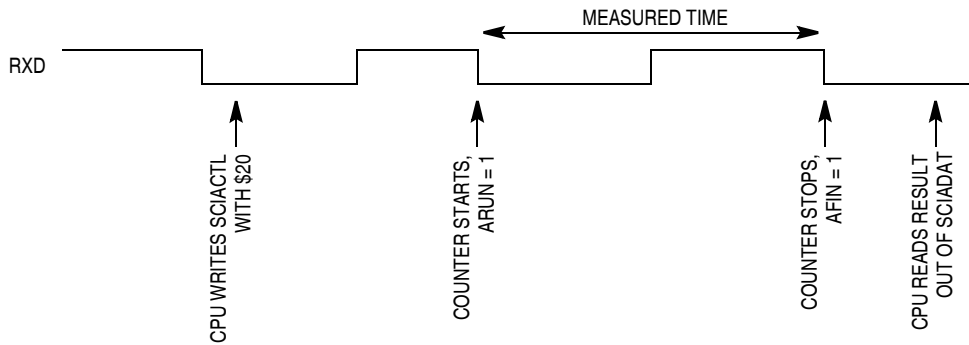 MEASURED TIME
RXD
CPU WRITES SCIACTL
WITH $20
COUNTER STARTS,
ARUN = 1
COUNTER STOPS,
AFIN = 1
CPU READS RESULT
OUT OF SCIADAT